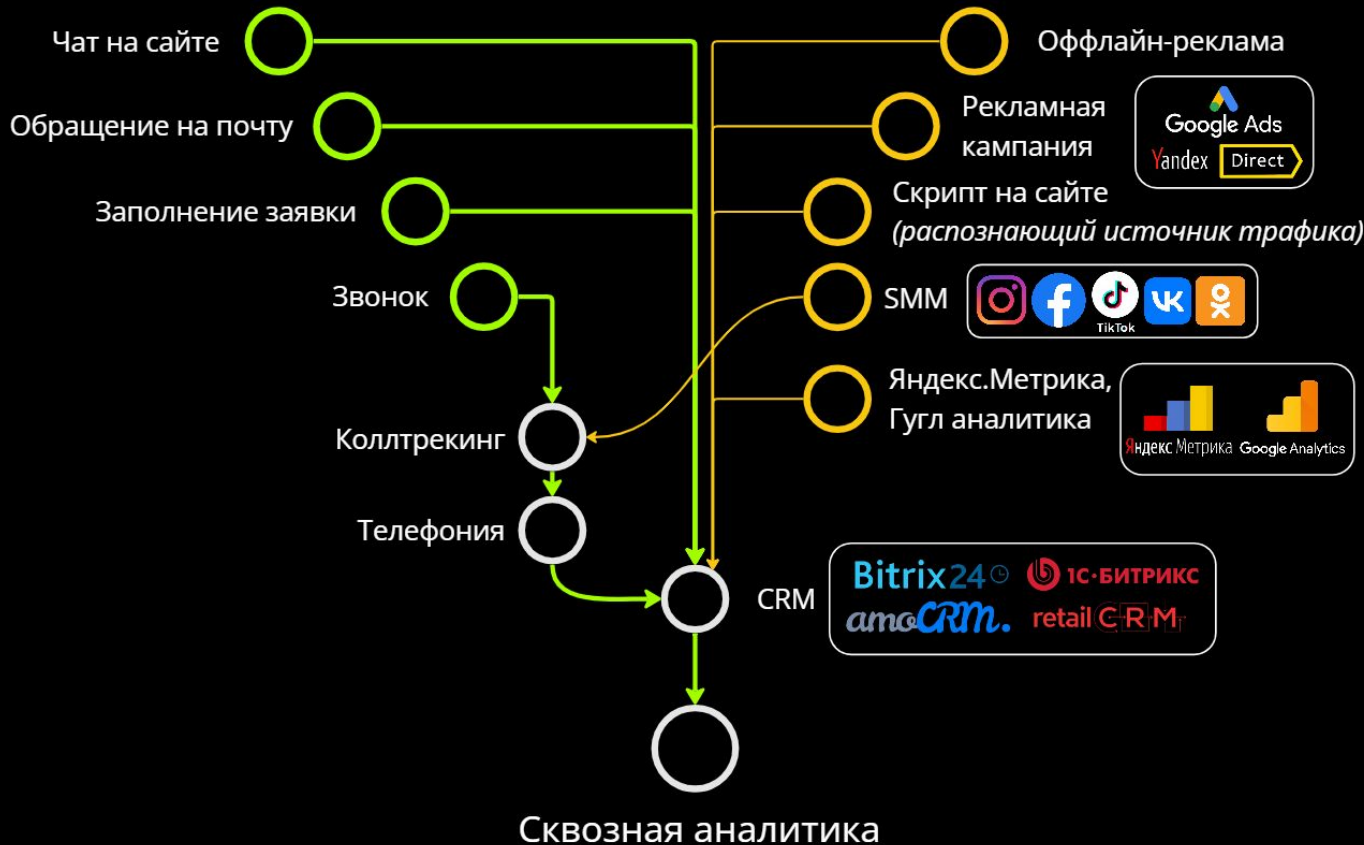 Чат на сайте
Оффлайн-реклама
Обращение на почту
Рекламная
кампания
Google Ads
Yandex Direct
Заполнение заявки
Скрипт на сайте
(распознающий источник трафика)
Звонок
SMM
TikTok
Яндекс.Метрика,
Гугл аналитика
Яндекс Метрика Google Analytics
Коллтрекинг
Телефония
CRM
Bitrix24 1С·БИТРИКС
amoCRM. retailCRM
Сквозная аналитика